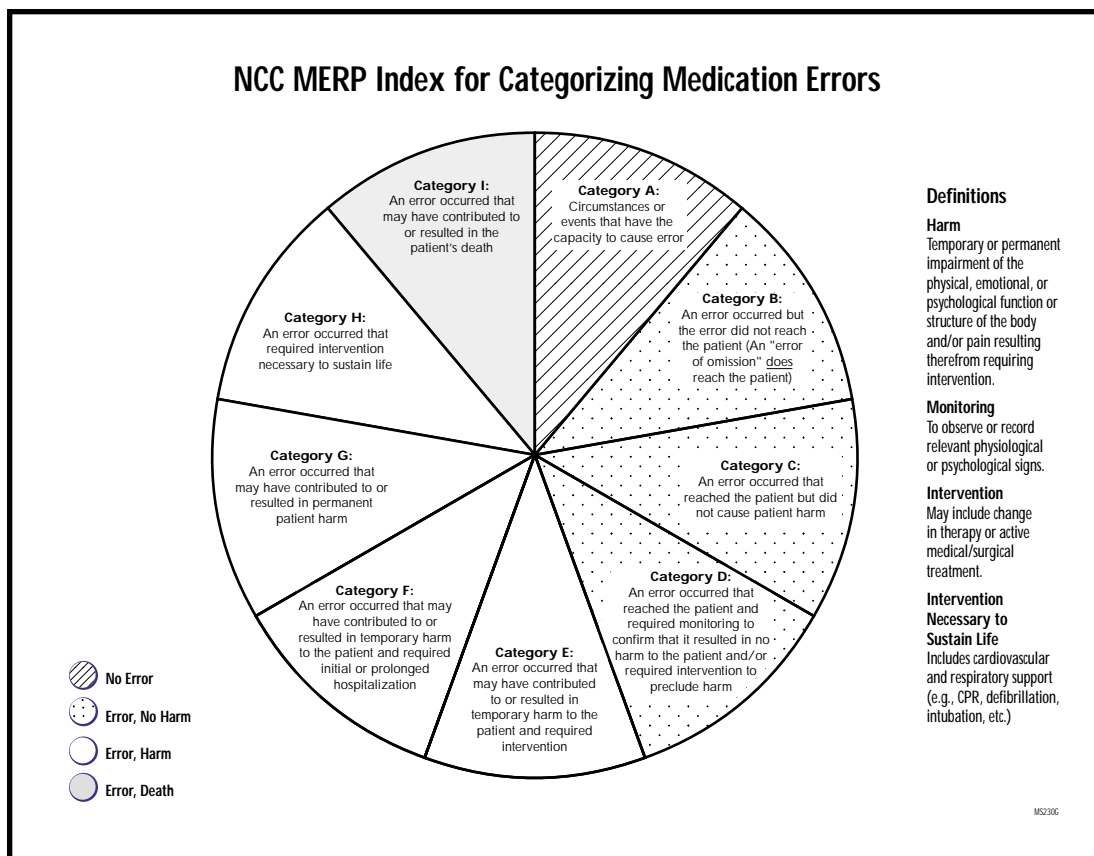 NCC MERP Index for Categorizing Medication Errors
Category I:
An error occurred that
may have contributed to
or resulted in the
patient's death
Category A:
Circumstances or
events that have the
capacity to cause error
Category B:
An error occurred but
the error did not reach
the patient (An "error
of omission" does
reach the patient)
Category H:
An error occurred that
required intervention
necessary to sustain life
Category G:
An error occurred that
may have contributed to or
resulted in permanent
patient harm
Category C:
An error occurred that
reached the patient but did
not cause patient harm
Category F:
An error occurred that may
have contributed to or
resulted in temporary harm
to the patient and required
initial or prolonged
hospitalization
Category E:
An error occurred that
may have contributed
to or resulted in
temporary harm to the
patient and required
intervention
Category D:
An error occurred that
reached the patient and
required monitoring to
confirm that it resulted in no
harm to the patient and/or
required intervention to
preclude harm
No Error
Error, No Harm
Error, Harm
Error, Death
Definitions
Harm
Temporary or permanent
impairment of the
physical, emotional, or
psychological function or
structure of the body
and/or pain resulting
therefrom requiring
intervention.
Monitoring
To observe or record
relevant physiological
or psychological signs.
Intervention
May include change
in therapy or active
medical/surgical
treatment.
Intervention
Necessary to
Sustain Life
Includes cardiovascular
and respiratory support
(e.g., CPR, defibrillation,
intubation, etc.)
MS230G